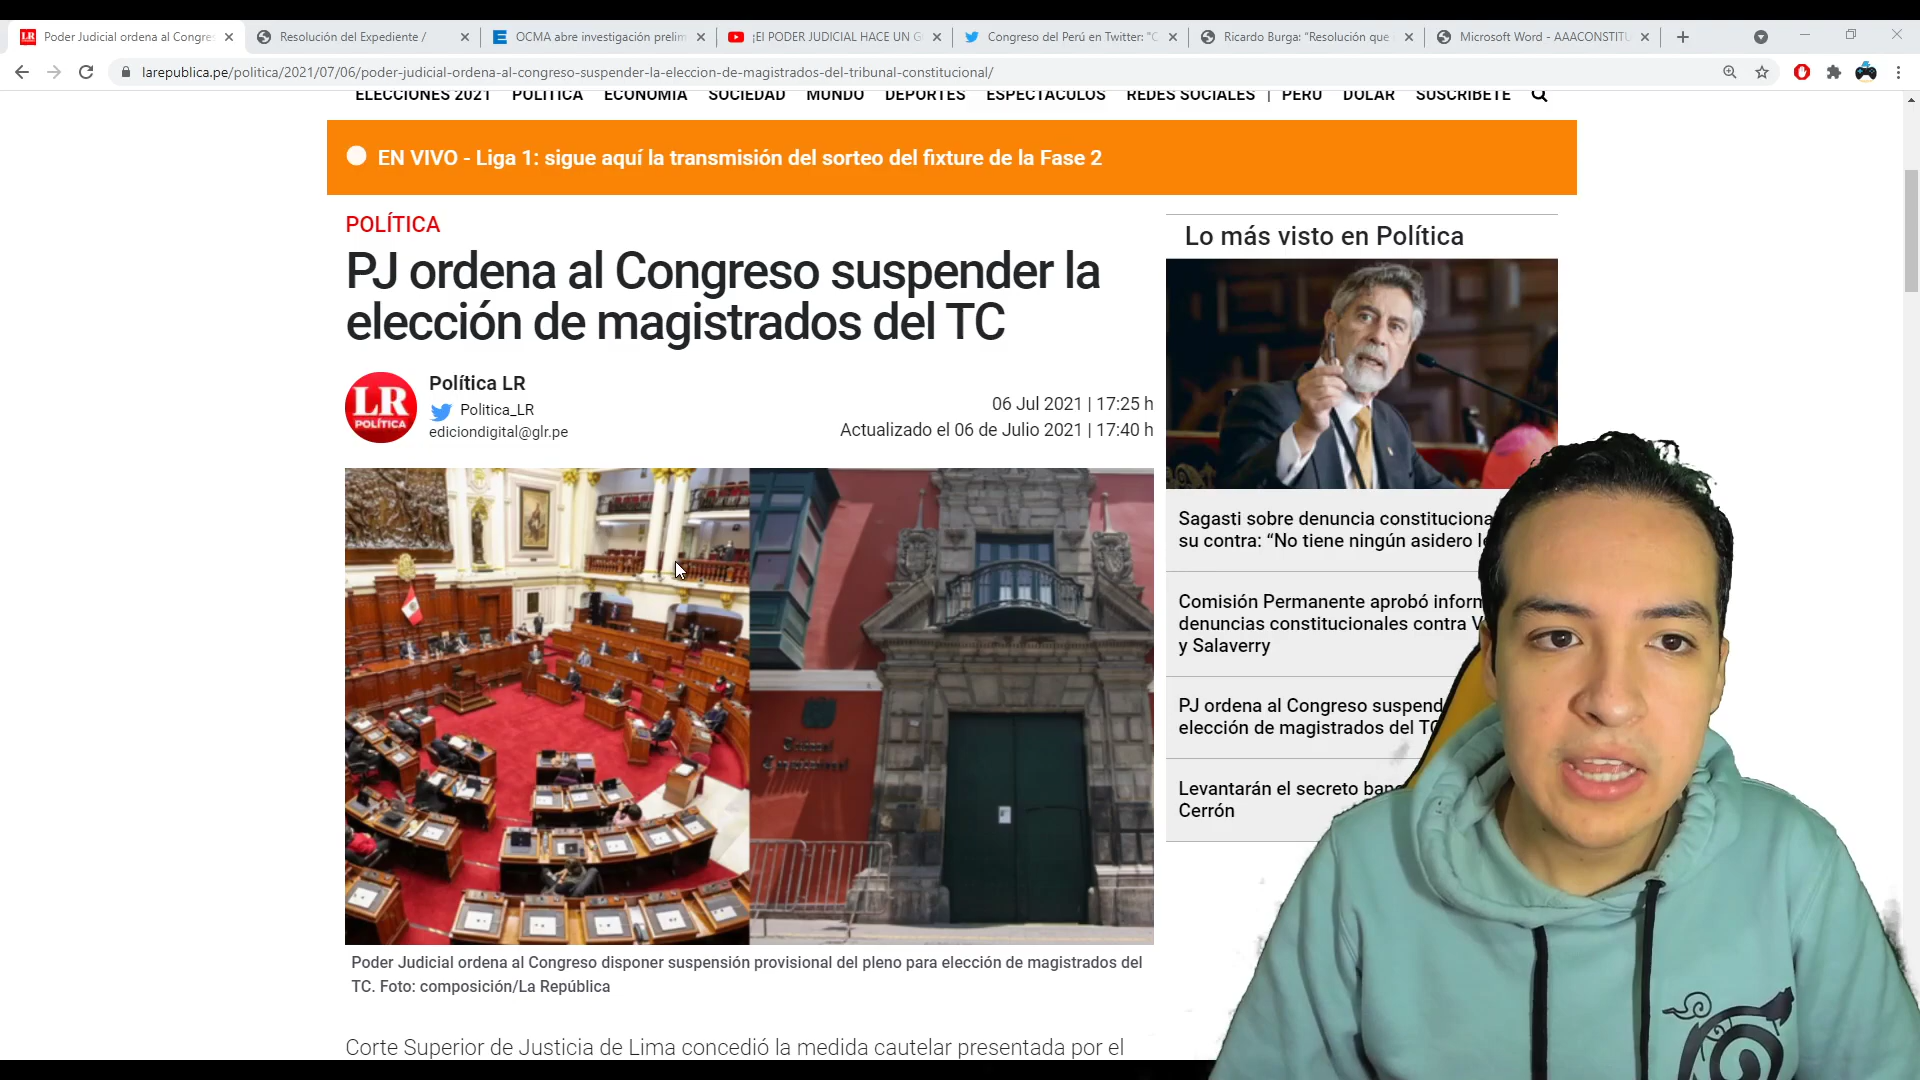 Poder Judicial ordena al Congre
Resolución del Expediente /
OCMA abre investigación prelim
¡El PODER JUDICIAL HACE UN G
Congreso del Perú en Twitter: "C
Ricardo Burga: "Resolución que
Microsoft Word - AAACONSTITU
larepublica.pe/politica/2021/07/06/poder-judicial-ordena-al-congreso-suspender-la-eleccion-de-magistrados-del-tribunal-constitucional/
ELECCIONES 2021 POLÍTICA ECONOMÍA SOCIEDAD MUNDO DEPORTES ESPECTÁCULOS REDES SOCIALES | PERÚ DÓLAR SUSCRÍBETE
EN VIVO - Liga 1: sigue aquí la transmisión del sorteo del fixture de la Fase 2
POLÍTICA
PJ ordena al Congreso suspender la
elección de magistrados del TC
LR
POLÍTICA
Política LR
Politica_LR
ediciondigital@glr.pe
06 Jul 2021 | 17:25 h
Actualizado el 06 de Julio 2021 | 17:40 h
Tribunal
Constitucional
Poder Judicial ordena al Congreso disponer suspensión provisional del pleno para elección de magistrados del
TC. Foto: composición/La República
Corte Superior de Justicia de Lima concedió la medida cautelar presentada por el
Lo más visto en Política
Sagasti sobre denuncia constituciona
su contra: “No tiene ningún asidero l
Comisión Permanente aprobó inform
denuncias constitucionales contra V
y Salaverry
PJ ordena al Congreso suspend
elección de magistrados del TC
Levantarán el secreto banc
Cerrón